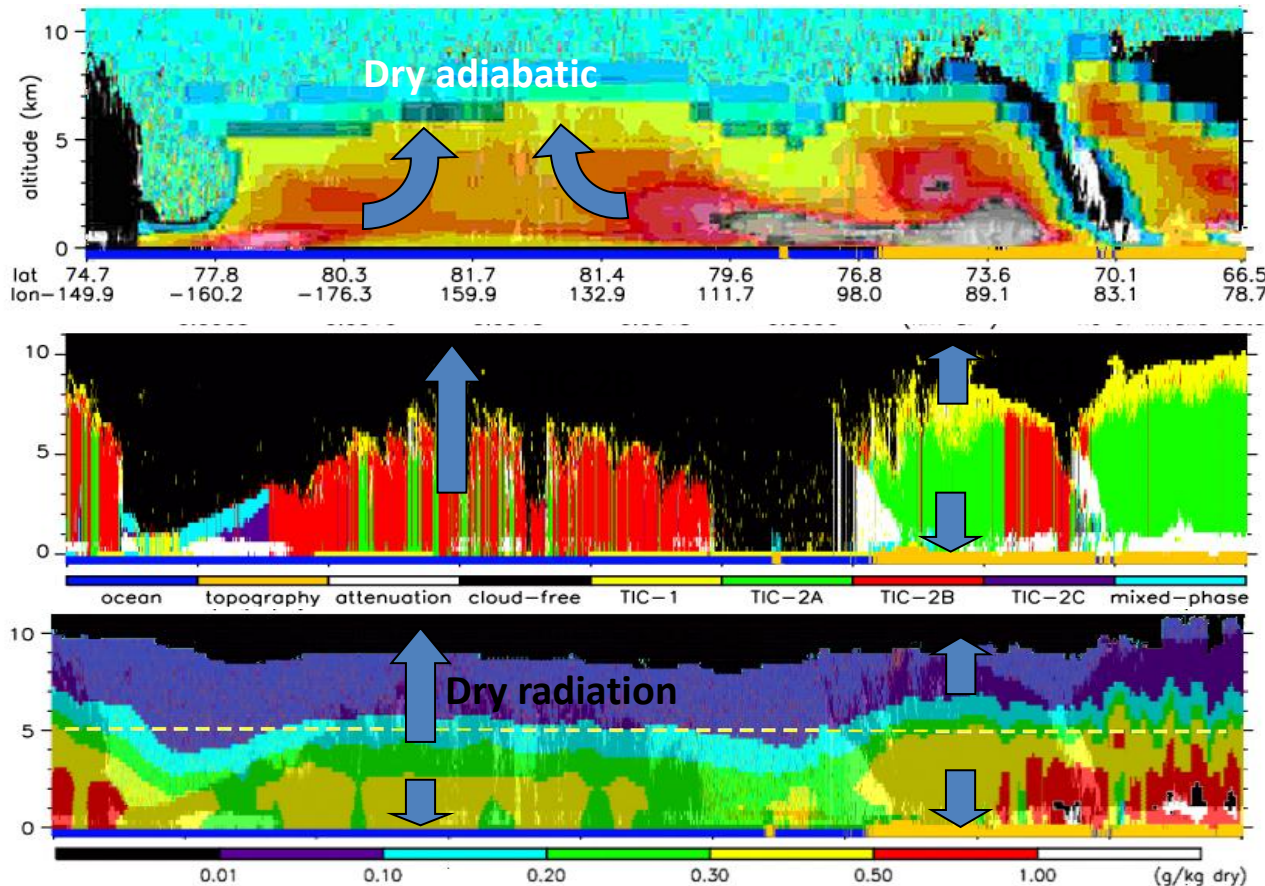 10
Dry adiabatic
altitude (km)
5
0
lat 74.7 77.8 80.3 81.7 81.4 79.6 76.8 73.6 70.1 66.5
lon-149.9 -160.2 -176.3 159.9 132.9 111.7 98.0 89.1 83.1 78.7
10
5
0
ocean topography attenuation cloud-free TIC-1 TIC-2A TIC-2B TIC-2C mixed-phase
10
Dry radiation
5
0
0.01 0.10 0.20 0.30 0.50 1.00 (g/kg dry)